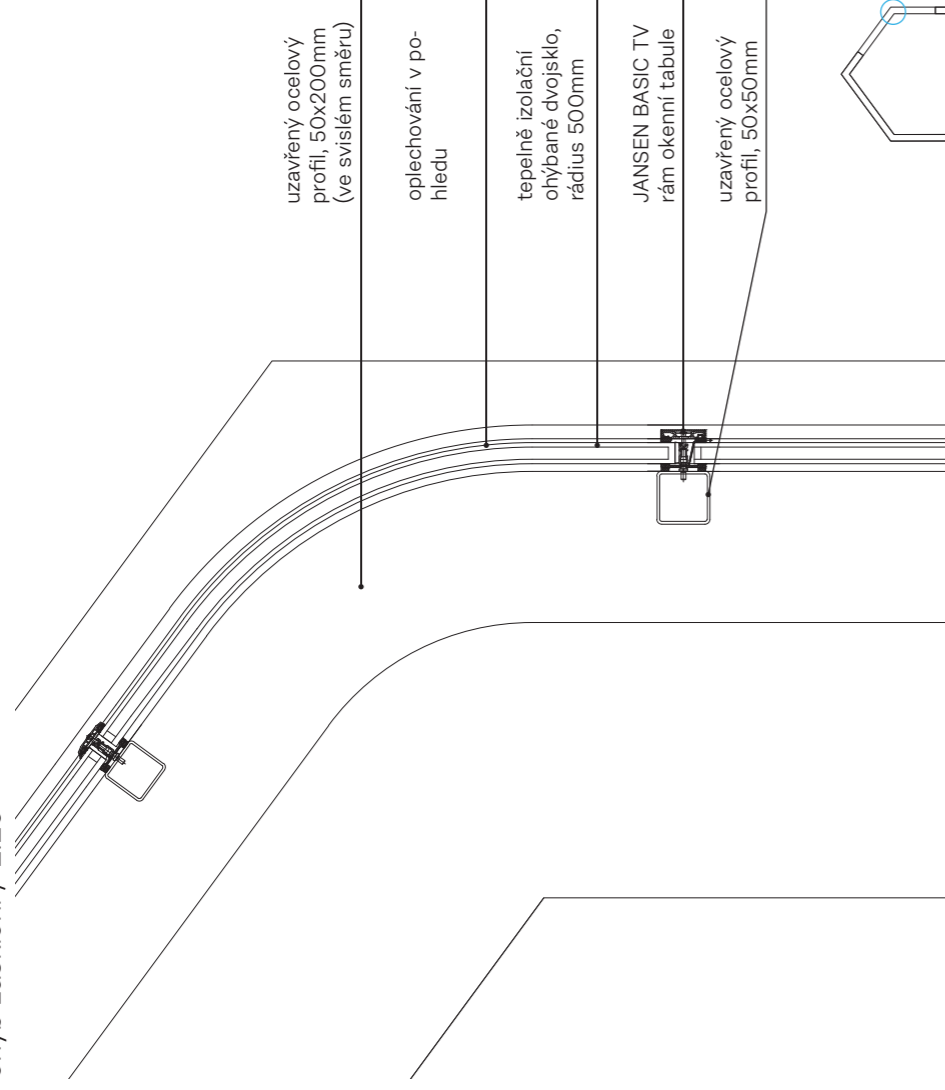 uzavřený ocelový
profil, 50x200mm
(ve svislém směru)
oplechování v po-
hledu
tepelně izolační
ohýbané dvojsklo,
rádius 500mm
JANSEN BASIC TV
rám okenní tabule
uzavřený ocelový
profil, 50x50mm